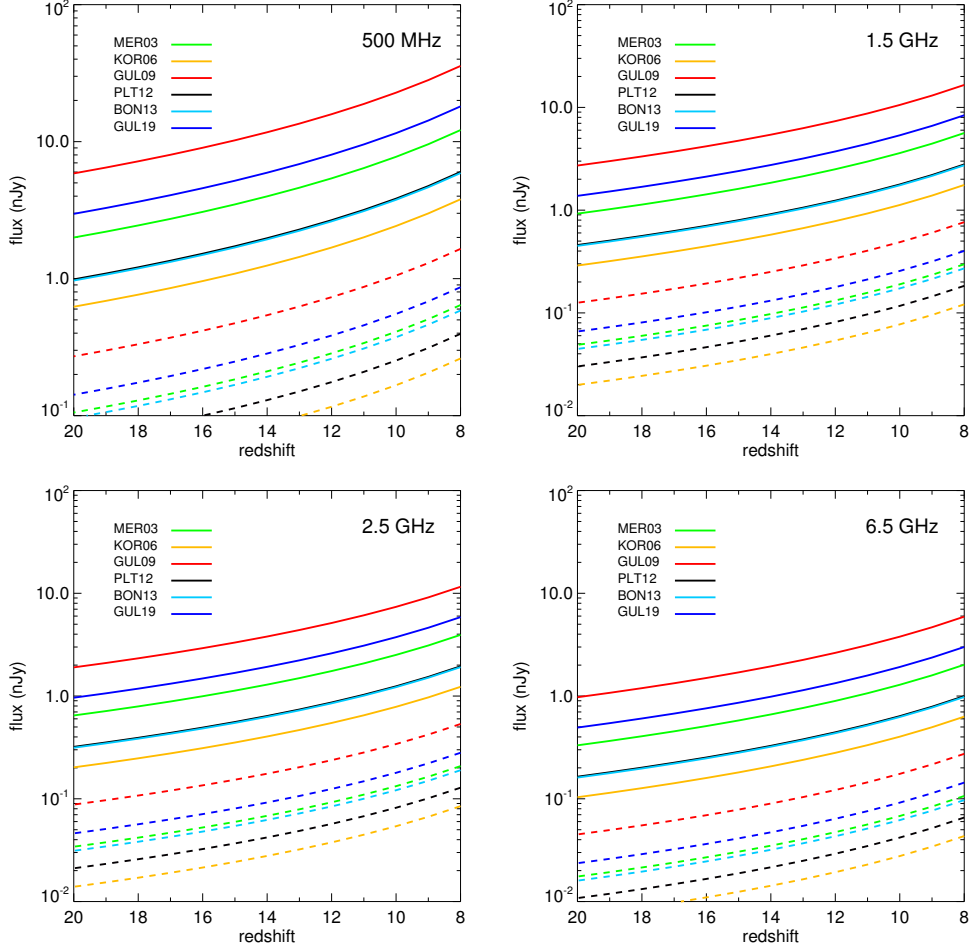 500 MHz
MER03
KOR06
GUL09
PLT12
BON13
GUL19
10²
10.0
1.0
10⁻¹
flux (nJy)
20 18 16 14 12 10 8
redshift
1.5 GHz
MER03
KOR06
GUL09
PLT12
BON13
GUL19
10²
10.0
1.0
10⁻¹
10⁻²
flux (nJy)
20 18 16 14 12 10 8
redshift
2.5 GHz
MER03
KOR06
GUL09
PLT12
BON13
GUL19
10²
10.0
1.0
10⁻¹
10⁻²
flux (nJy)
20 18 16 14 12 10 8
redshift
6.5 GHz
MER03
KOR06
GUL09
PLT12
BON13
GUL19
10²
10.0
1.0
10⁻¹
10⁻²
flux (nJy)
20 18 16 14 12 10 8
redshift